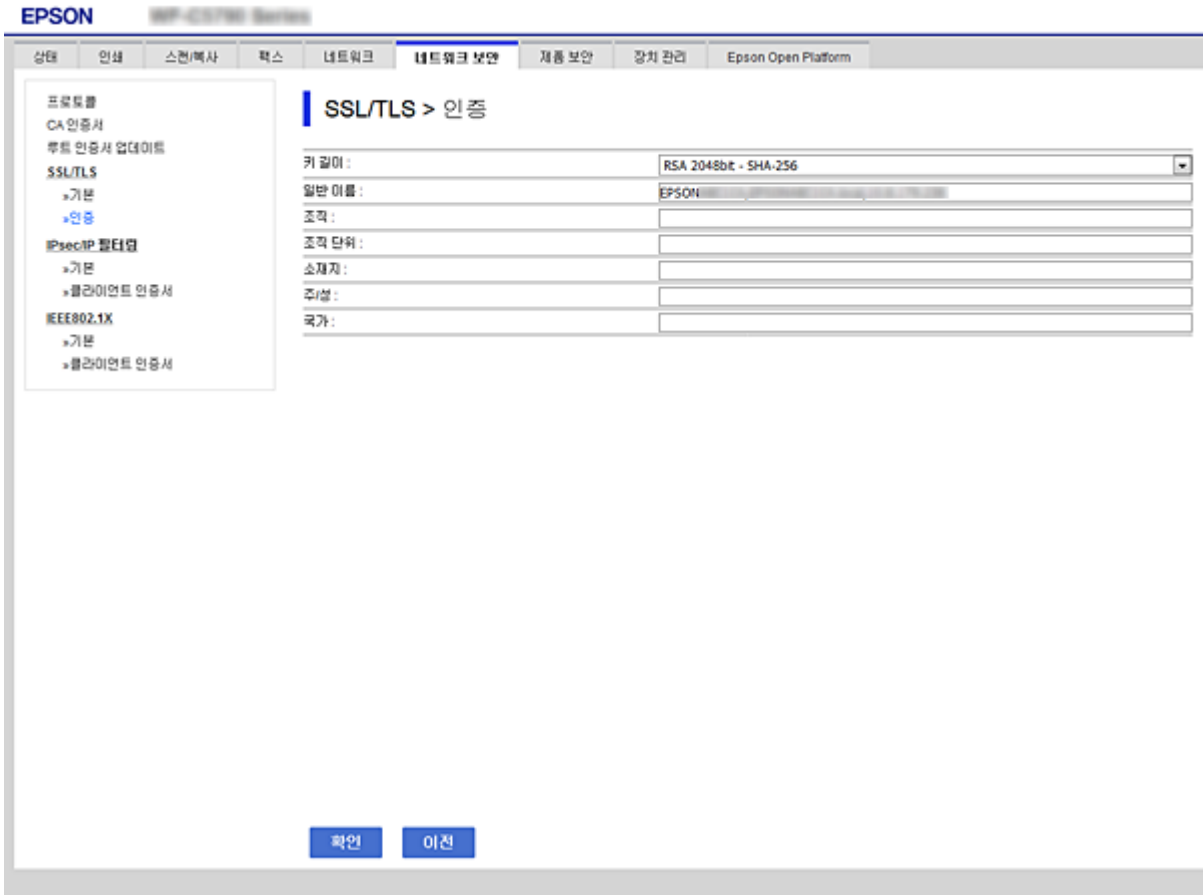 EPSON
상태 인쇄 스캔/복사 팩스 네트워크 네트워크 보안 제품 보안 장치 관리 Epson Open Platform
프로토콜
CA 인증서
루트 인증서 업데이트
SSL/TLS
»기본
»인증
IPsec/IP 필터링
»기본
»클라이언트 인증서
IEEE802.1X
»기본
»클라이언트 인증서
SSL/TLS > 인증
키 길이 : RSA 2048bit - SHA-256
일반 이름 : EPSON
조직 :
조직 단위 :
소재지 :
주/성 :
국가 :
확인 이전